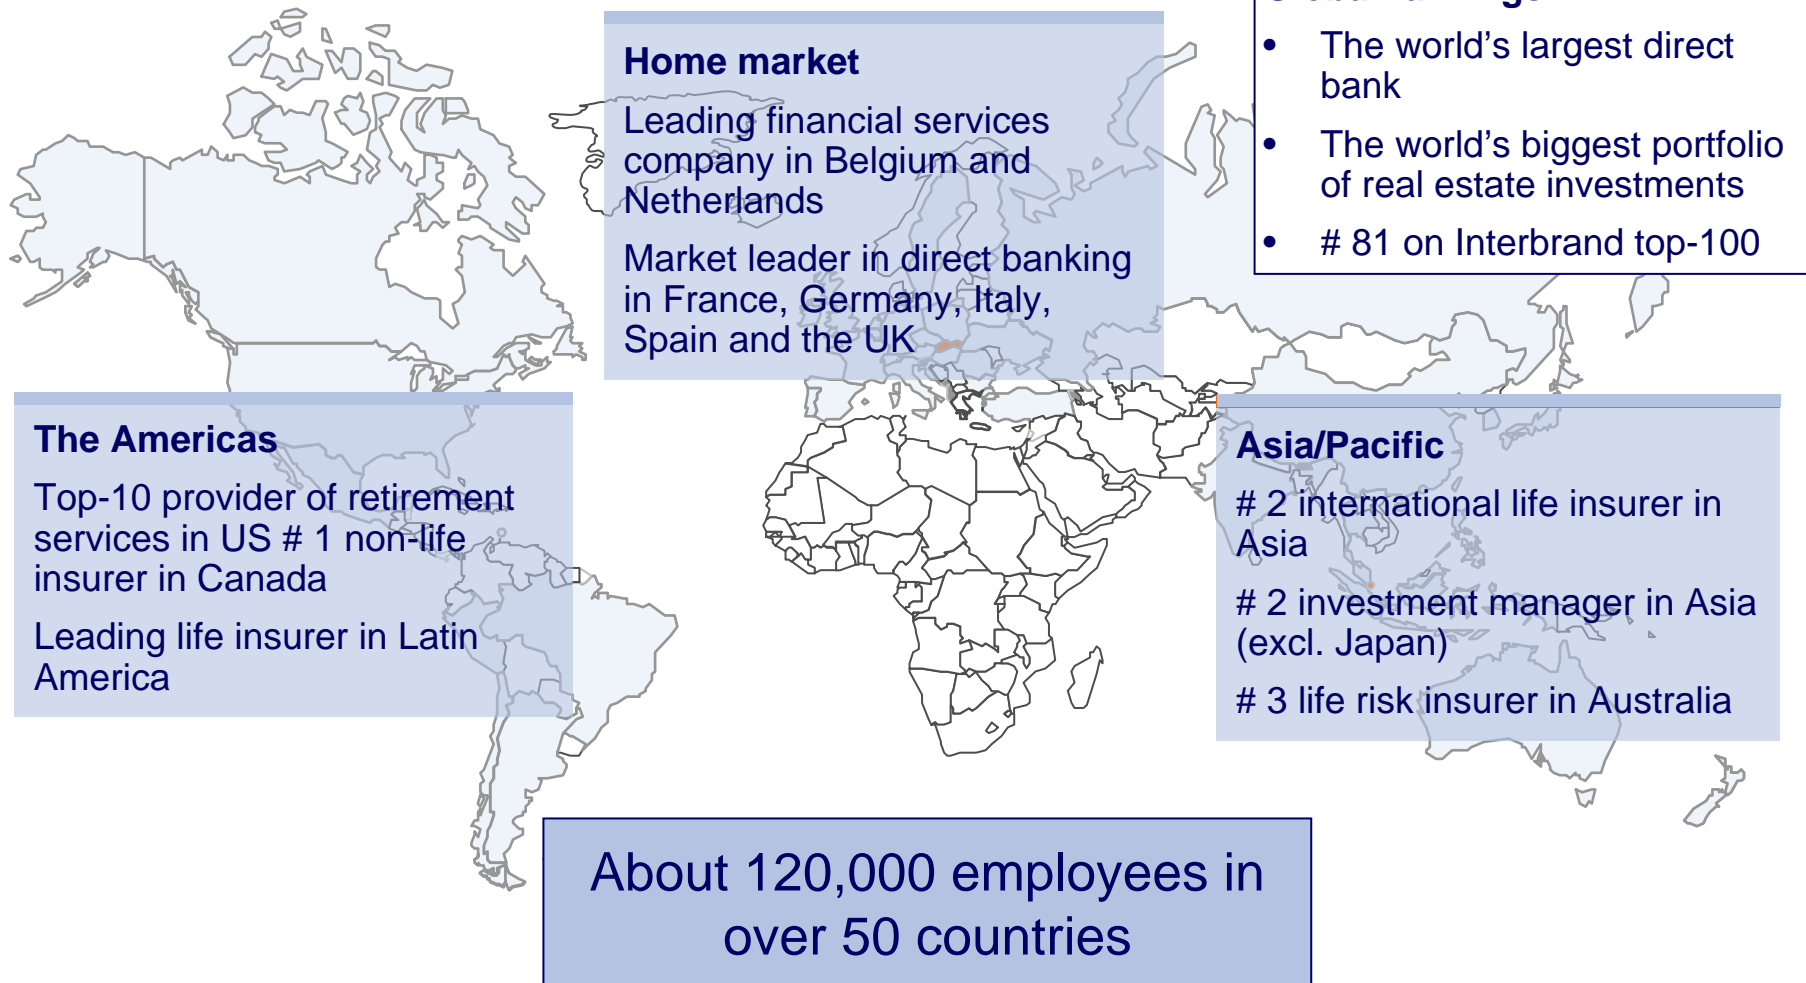 Home market
Leading financial services
company in Belgium and
Netherlands
Market leader in direct banking
in France, Germany, Italy,
Spain and the UK
• The world's largest direct
bank
• The world's biggest portfolio
of real estate investments
• # 81 on Interbrand top-100
The Americas
Top-10 provider of retirement
services in US # 1 non-life
insurer in Canada
Leading life insurer in Latin
America
Asia/Pacific
# 2 international life insurer in
Asia
# 2 investment manager in Asia
(excl. Japan)
# 3 life risk insurer in Australia
About 120,000 employees in
over 50 countries